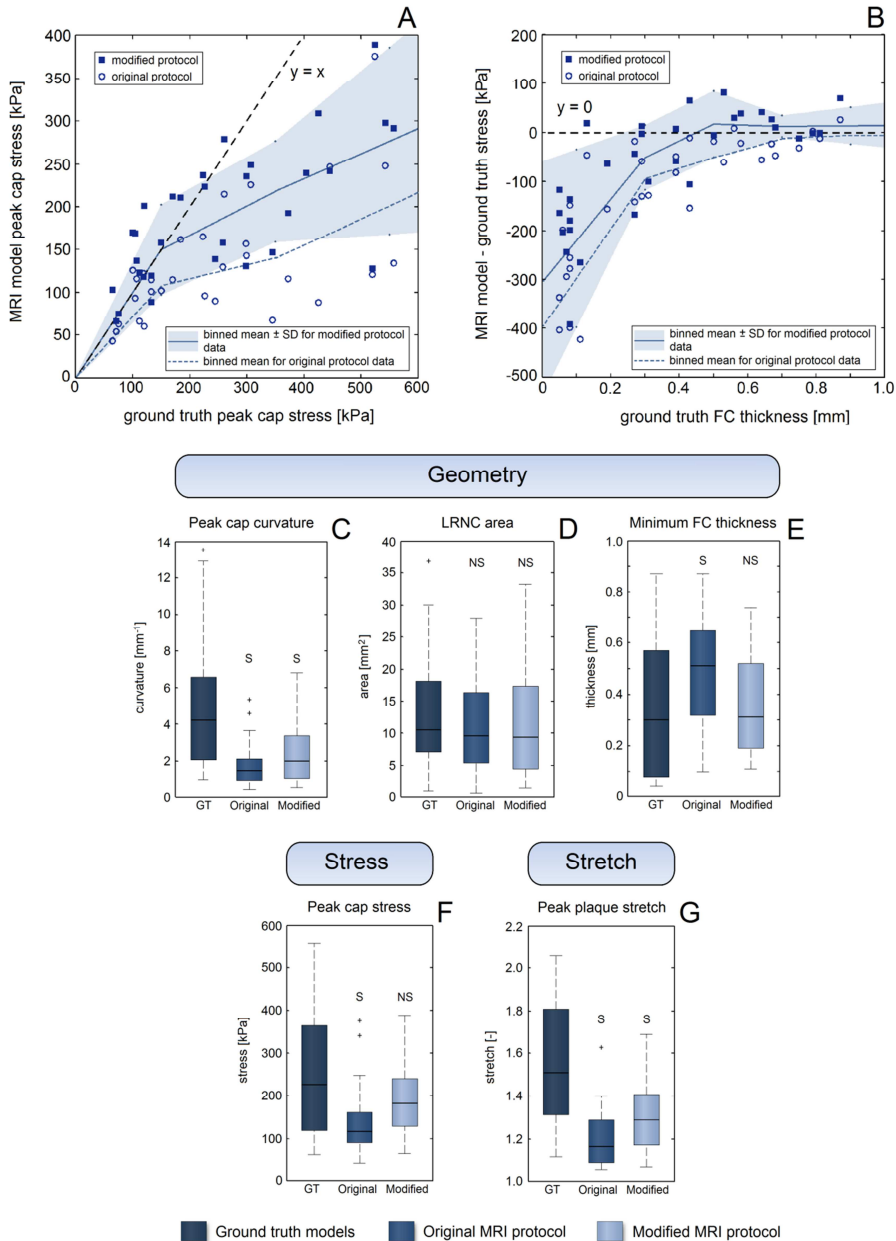 A
MRI model peak cap stress [kPa]
400
350
300
250
200
150
100
50
0
modified protocol
original protocol
y = x
binned mean ± SD for modified protocol
data
binned mean for original protocol data
0 100 200 300 400 500 600
ground truth peak cap stress [kPa]
B
MRI model - ground truth stress [kPa]
200
100
0
-100
-200
-300
-400
-500
modified protocol
original protocol
y = 0
binned mean ± SD for modified protocol
data
binned mean for original protocol data
0 0.2 0.4 0.6 0.8 1.0
ground truth FC thickness [mm]
Geometry
Peak cap curvature
C
curvature [mm-1]
14
12
10
8
6
4
2
0
S S
GT Original Modified
LRNC area
D
area [mm2]
40
35
30
25
20
15
10
5
0
NS NS
GT Original Modified
Minimum FC thickness
E
thickness [mm]
1.0
0.8
0.6
0.4
0.2
0
S NS
GT Original Modified
Stress
Peak cap stress
F
stress [kPa]
600
500
400
300
200
100
0
S NS
GT Original Modified
Stretch
Peak plaque stretch
G
stretch [-]
2.2
2.0
1.8
1.6
1.4
1.2
1.0
S S
GT Original Modified
Ground truth models Original MRI protocol Modified MRI protocol